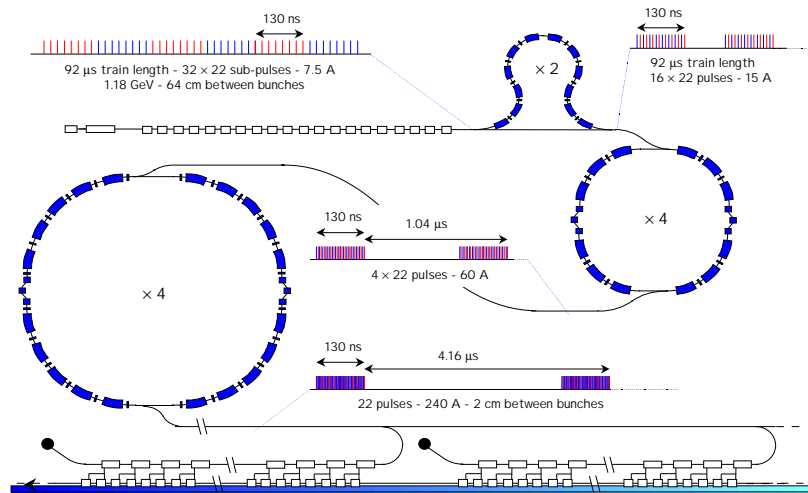 130 ns
92 μs train length - 32 × 22 sub-pulses - 7.5 A
1.18 GeV - 64 cm between bunches
× 2
130 ns
92 μs train length
16 × 22 pulses - 15 A
× 4
130 ns
1.04 μs
4 × 22 pulses - 60 A
× 4
130 ns
4.16 μs
22 pulses - 240 A - 2 cm between bunches